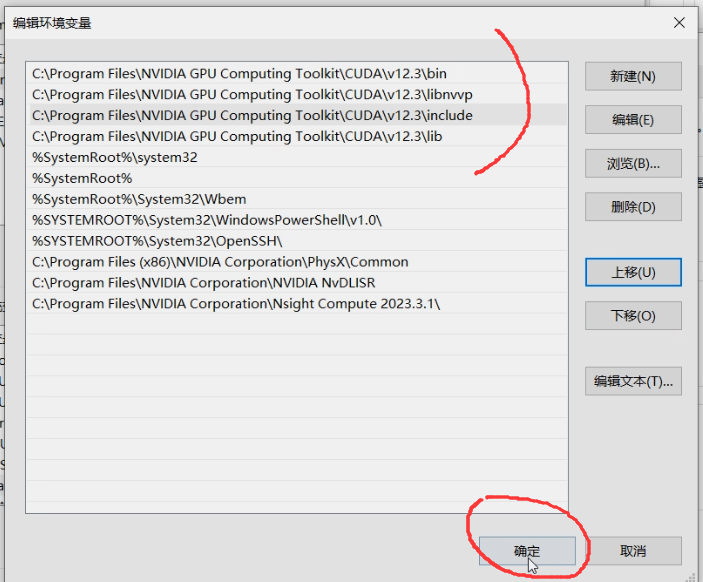 编辑环境变量
C:\Program Files\NVIDIA GPU Computing Toolkit\CUDA\v12.3\bin
C:\Program Files\NVIDIA GPU Computing Toolkit\CUDA\v12.3\libnvvp
C:\Program Files\NVIDIA GPU Computing Toolkit\CUDA\v12.3\include
C:\Program Files\NVIDIA GPU Computing Toolkit\CUDA\v12.3\lib
%SystemRoot%\system32
%SystemRoot%
%SystemRoot%\System32\Wbem
%SYSTEMROOT%\System32\WindowsPowerShell\v1.0\
%SYSTEMROOT%\System32\OpenSSH\
C:\Program Files (x86)\NVIDIA Corporation\PhysX\Common
C:\Program Files\NVIDIA Corporation\NVIDIA NvDLISR
C:\Program Files\NVIDIA Corporation\Nsight Compute 2023.3.1\
新建(N)
编辑(E)
浏览(B)...
删除(D)
上移(U)
下移(O)
编辑文本(T)...
确定
取消